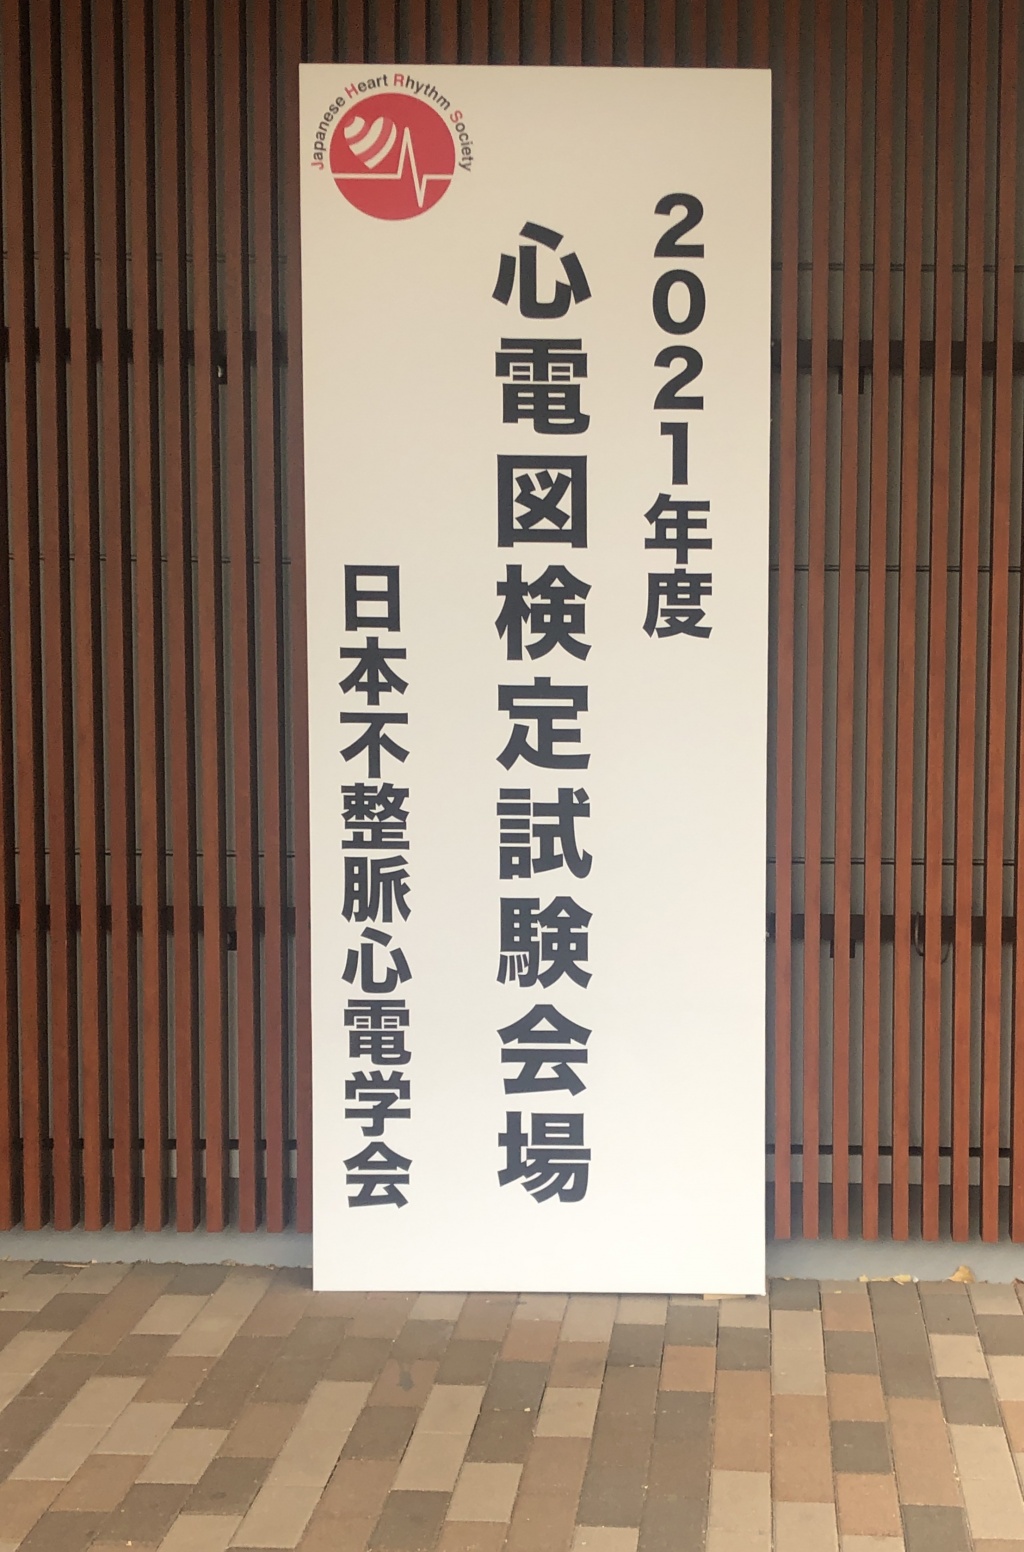 Japanese Heart Rhythm Society
2021年度
心電図検定試験会場
日本不整脈心電学会